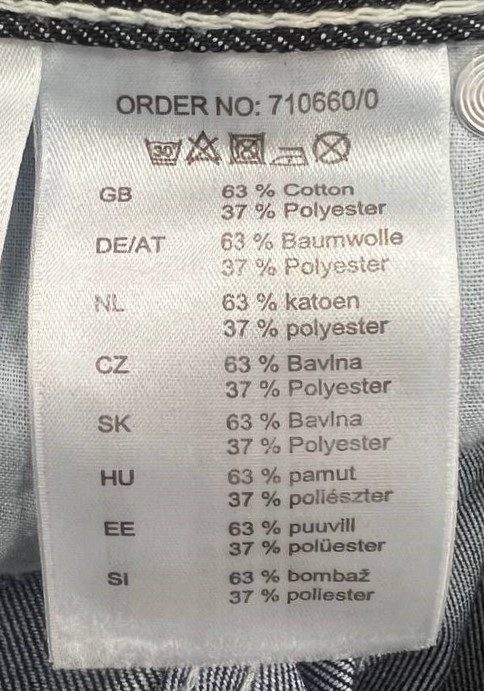 ORDER NO: 710660/0
30°
GB 63 % Cotton
37 % Polyester
DE/AT 63 % Baumwolle
37 % Polyester
NL 63 % katoen
37 % polyester
CZ 63 % Bavlna
37 % Polyester
SK 63 % Bavlna
37 % Polyester
HU 63 % pamut
37 % poliészter
EE 63 % puuvill
37 % polüester
SI 63 % bombaž
37 % poliester